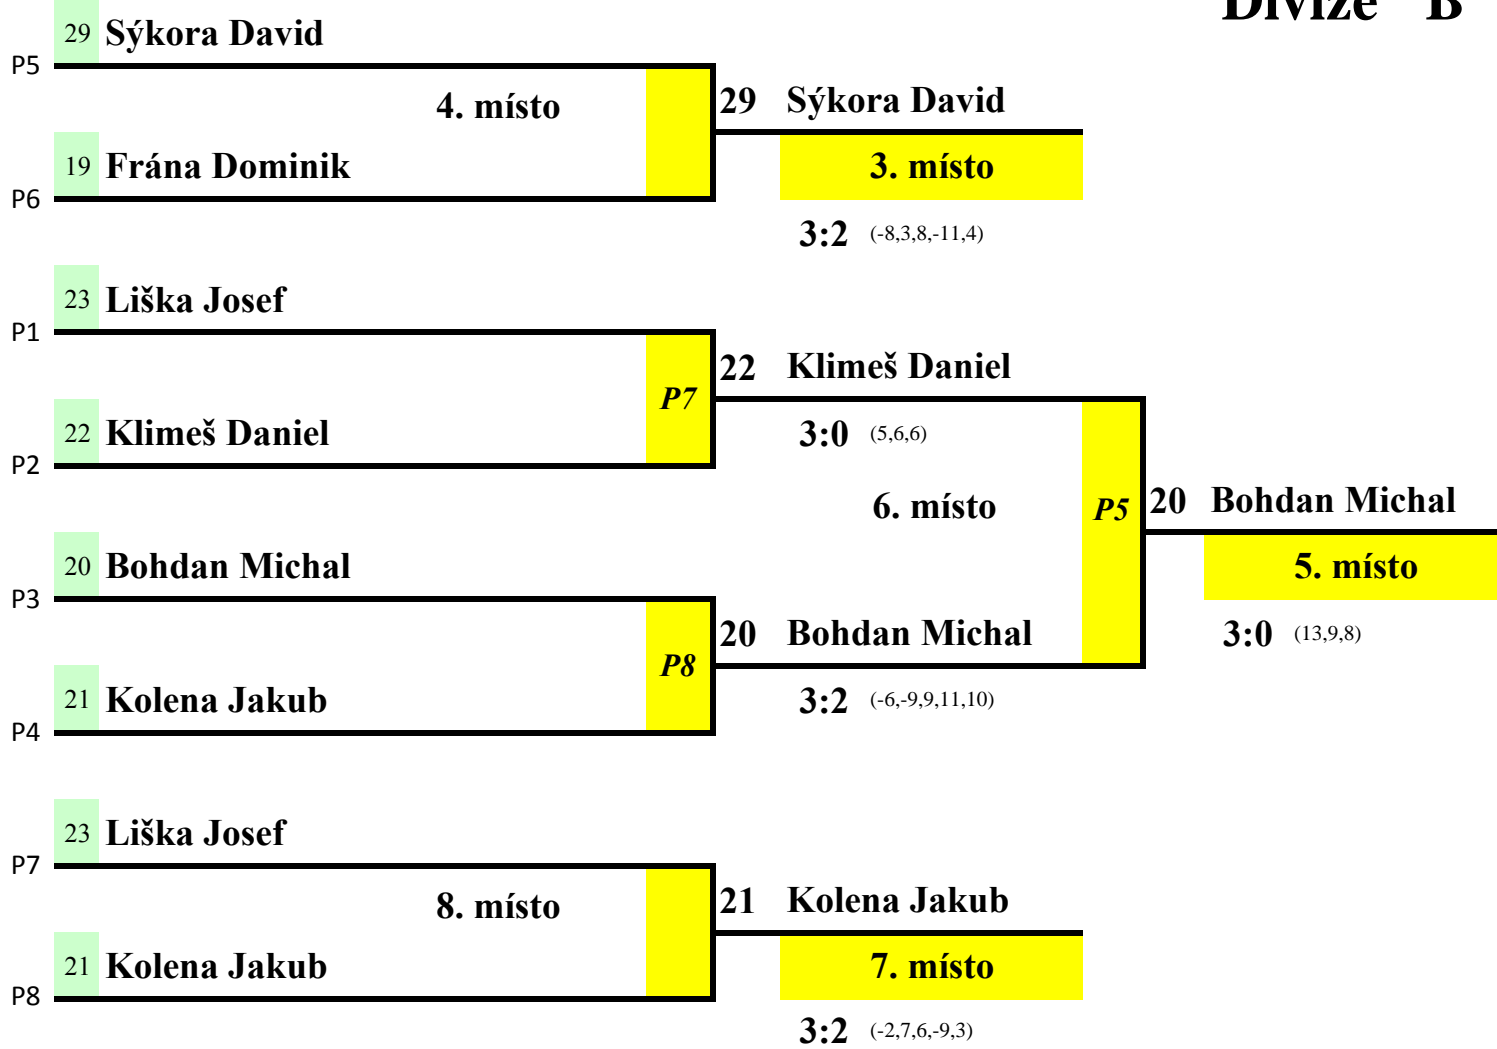 Divize "B"
29 Sýkora David
P5
4. místo
29 Sýkora David
19 Frána Dominik
3. místo
P6
3:2 (-8,3,8,-11,4)
23 Liška Josef
P1
22 Klimeš Daniel
P7
22 Klimeš Daniel
3:0 (5,6,6)
P2
6. místo
P5
20 Bohdan Michal
20 Bohdan Michal
5. místo
P3
20 Bohdan Michal
3:0 (13,9,8)
P8
21 Kolena Jakub
3:2 (-6,-9,9,11,10)
P4
23 Liška Josef
P7
8. místo
21 Kolena Jakub
21 Kolena Jakub
7. místo
P8
3:2 (-2,7,6,-9,3)